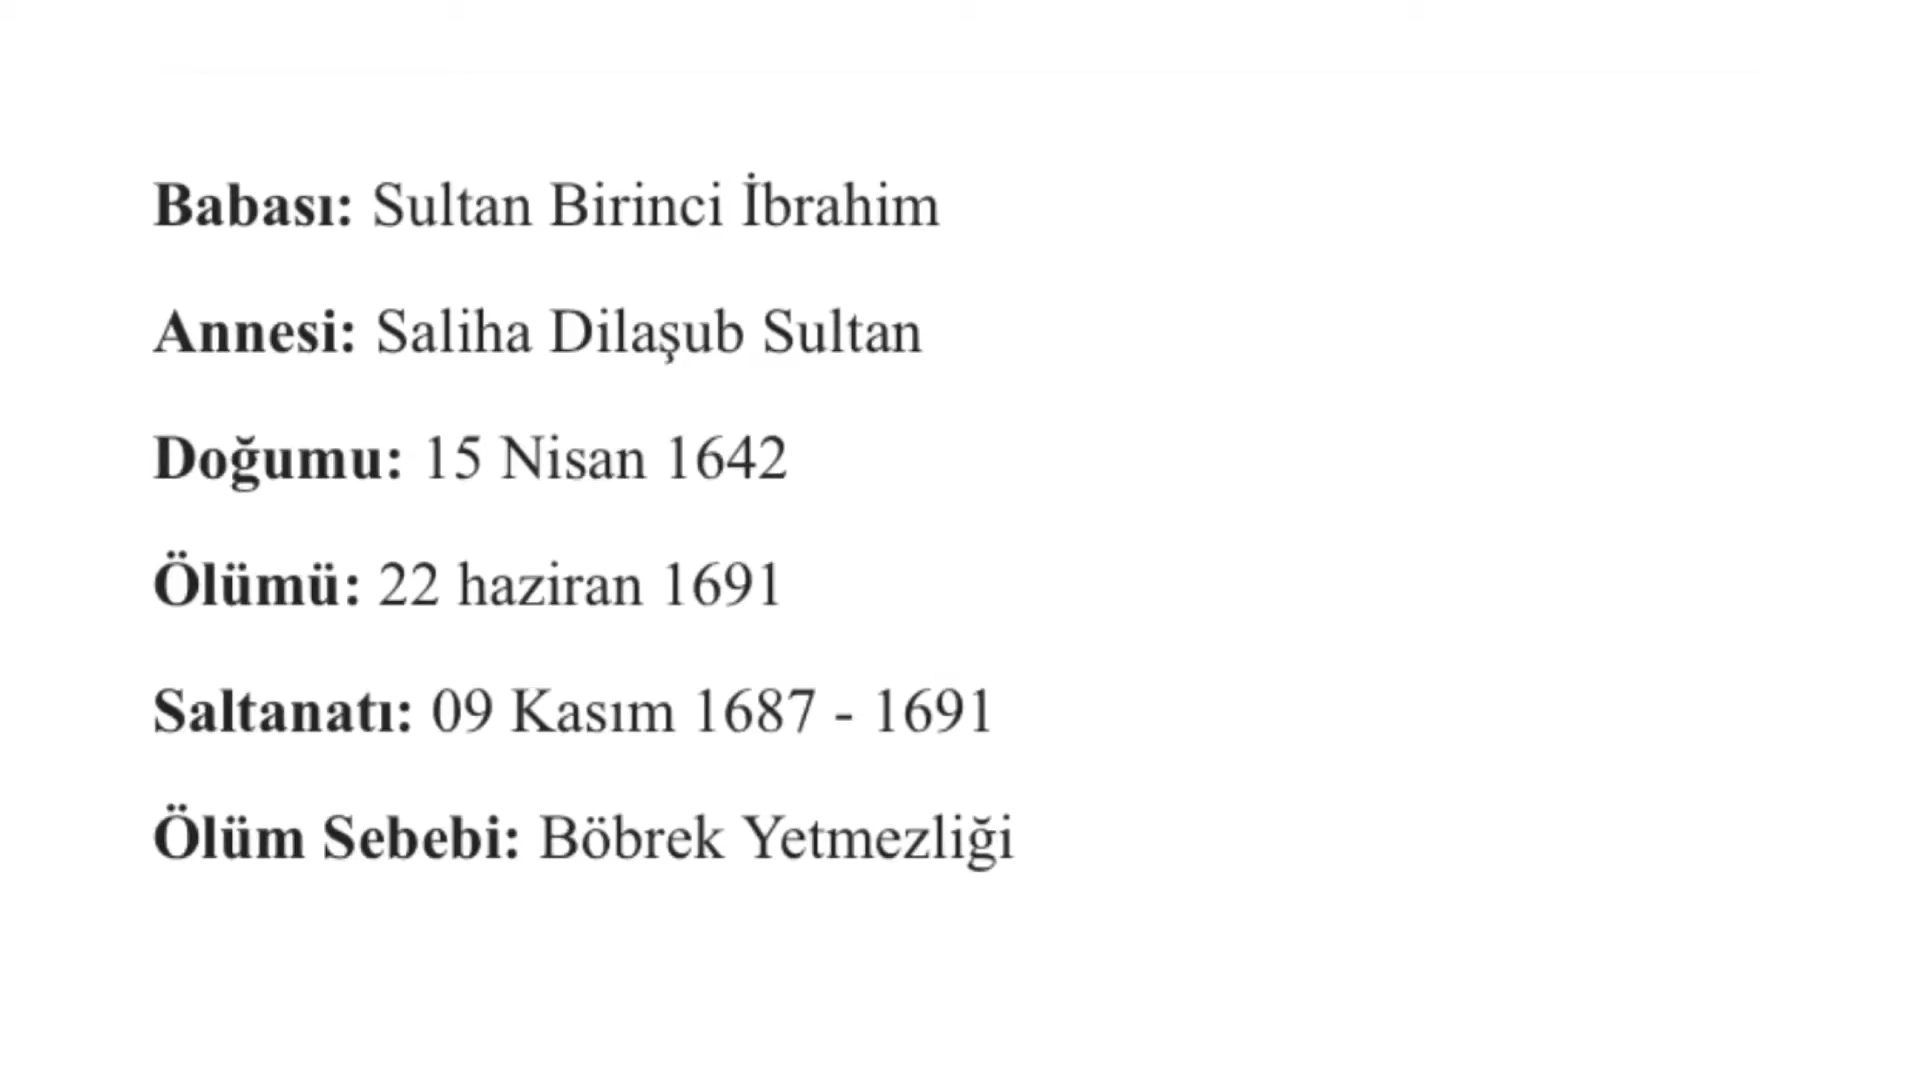 Babası: Sultan Birinci İbrahim
Annesi: Saliha Dilaşub Sultan
Doğumu: 15 Nisan 1642
Ölümü: 22 haziran 1691
Saltanatı: 09 Kasım 1687 - 1691
Ölüm Sebebi: Böbrek Yetmezliği